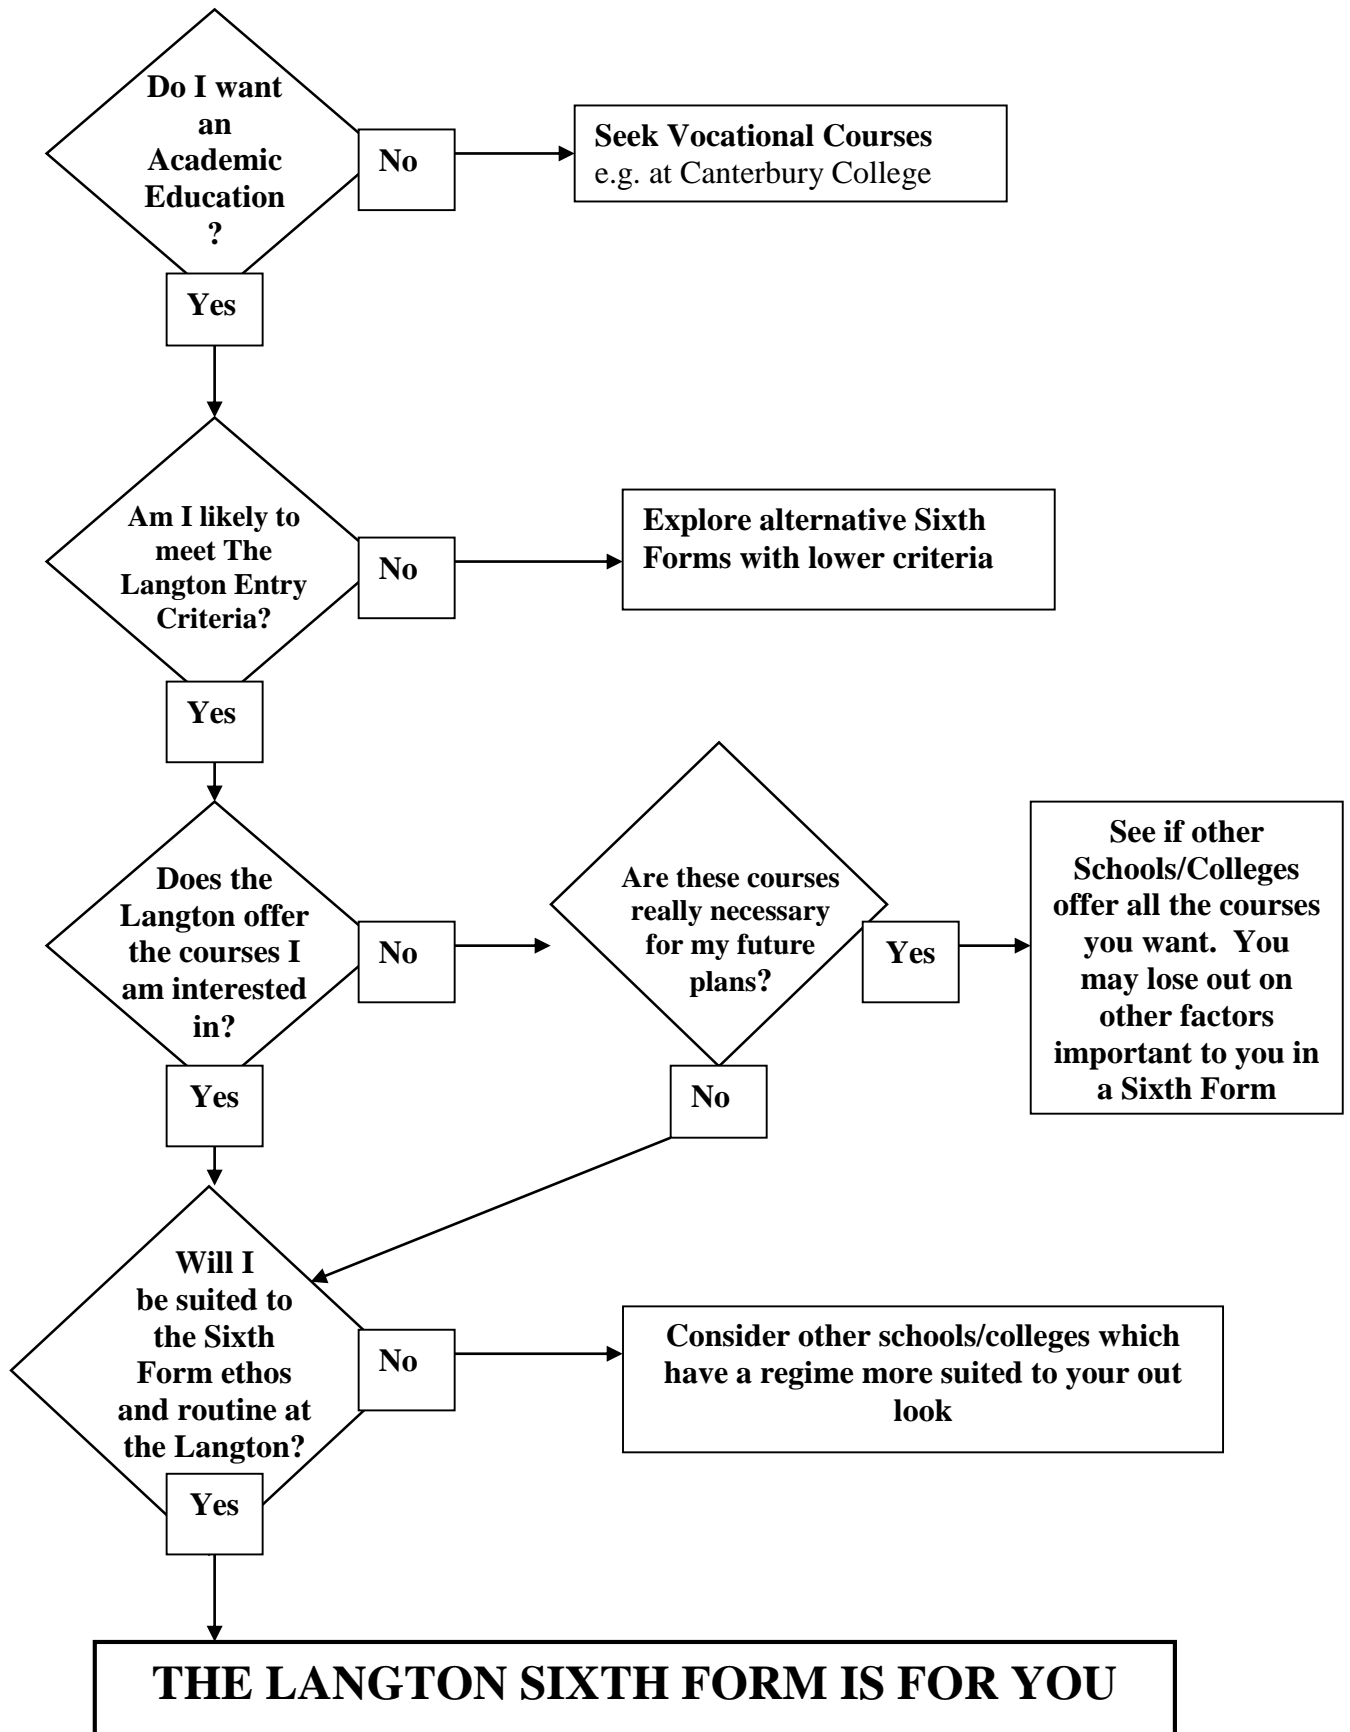 Do I want
an
Academic
Education
?
No
Seek Vocational Courses
e.g. at Canterbury College
Yes
Am I likely to
meet The
Langton Entry
Criteria?
No
Explore alternative Sixth
Forms with lower criteria
Yes
Does the
Langton offer
the courses I
am interested
in?
No
Are these courses
really necessary
for my future
plans?
Yes
See if other
Schools/Colleges
offer all the courses
you want.  You
may lose out on
other factors
important to you in
a Sixth Form
Yes
No
Will I
be suited to
the Sixth
Form ethos
and routine at
the Langton?
No
Consider other schools/colleges which
have a regime more suited to your out
look
Yes
THE LANGTON SIXTH FORM IS FOR YOU